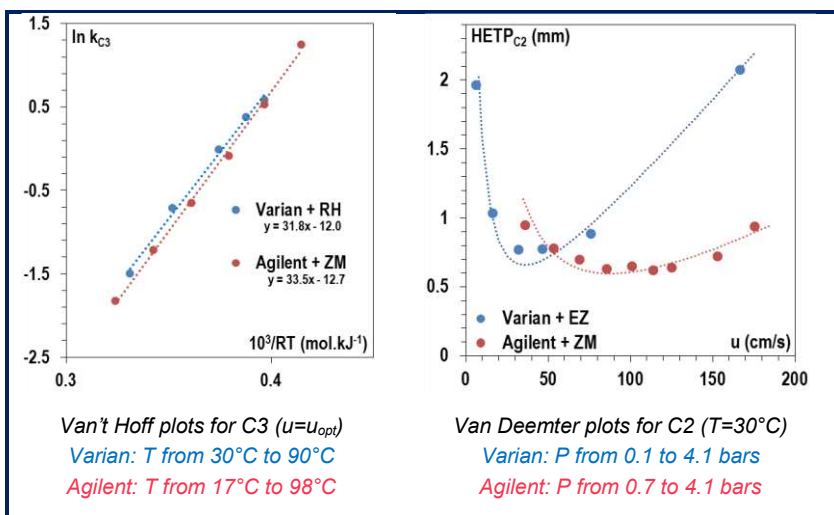 1.5
ln kC3
0.5
-0.5
-1.5
-2.5
Varian + RH
y = 31.8x - 12.0
Agilent + ZM
y = 33.5x - 12.7
10³/RT (mol.kJ⁻¹)
0.3
0.4
HETPC2 (mm)
2
1.5
1
0.5
0
Varian + EZ
Agilent + ZM
u (cm/s)
0
50
100
150
200
Van't Hoff plots for C3 (u=uopt)
Varian: T from 30°C to 90°C
Agilent: T from 17°C to 98°C
Van Deemter plots for C2 (T=30°C)
Varian: P from 0.1 to 4.1 bars
Agilent: P from 0.7 to 4.1 bars